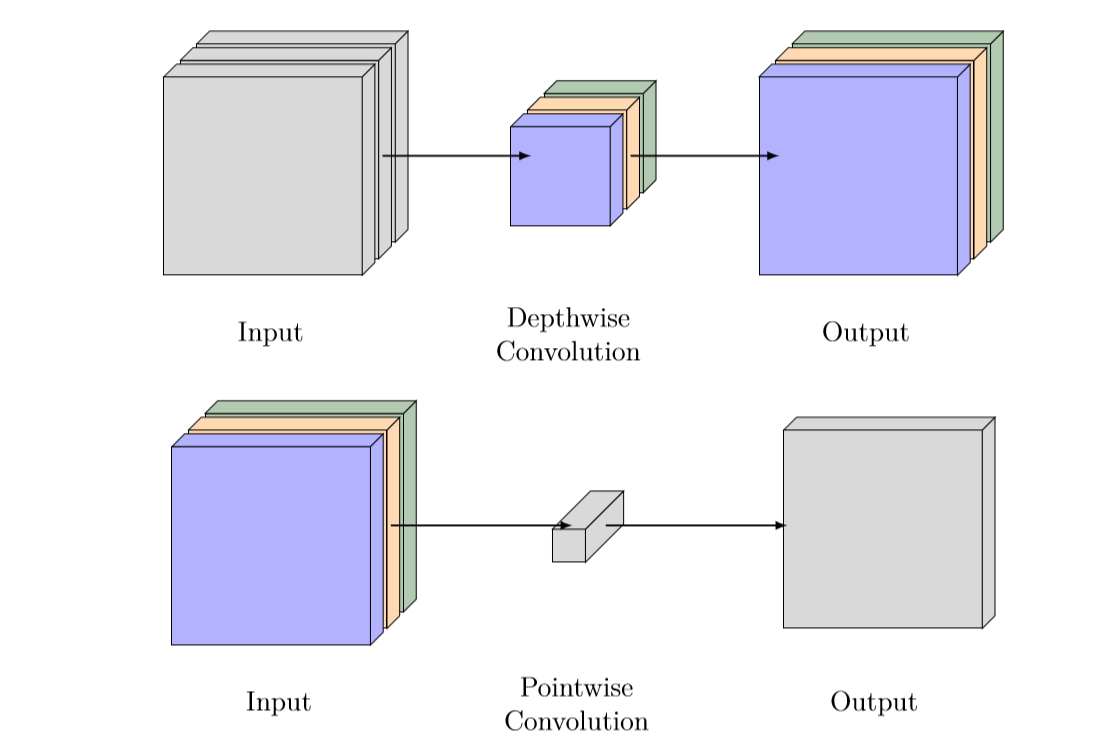 Input
Depthwise
Convolution
Output
Input
Pointwise
Convolution
Output